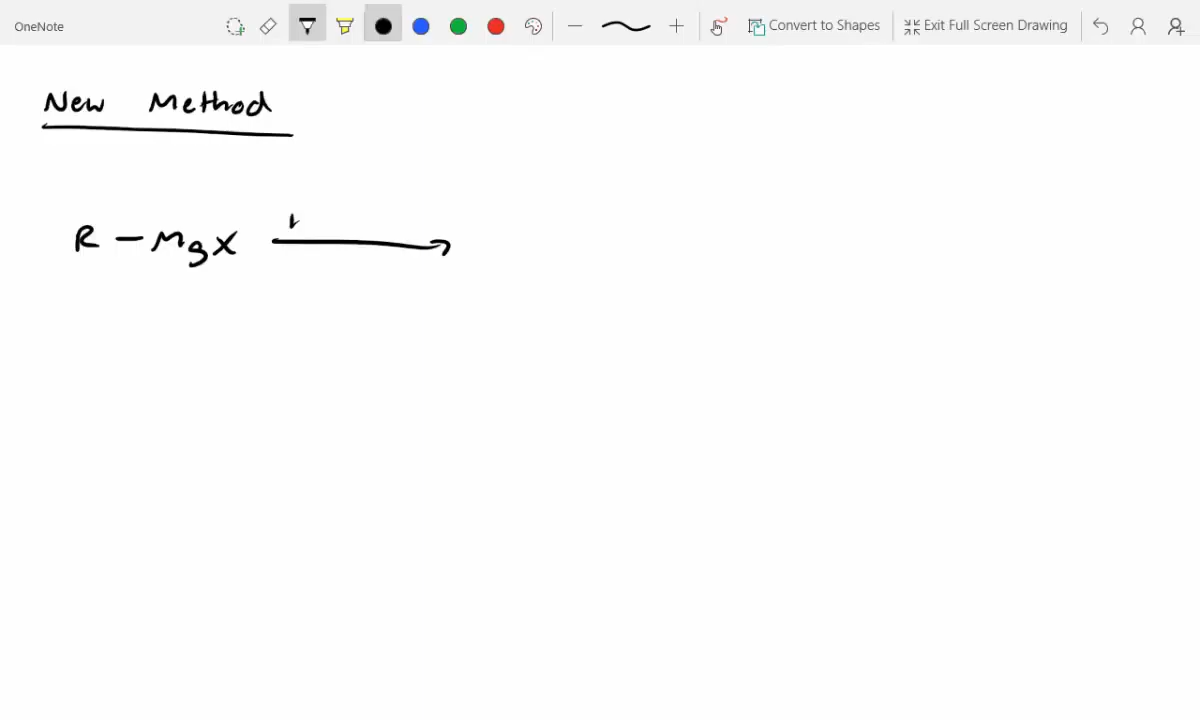 OneNote
Convert to Shapes
Exit Full Screen Drawing
New Method
R - MgX